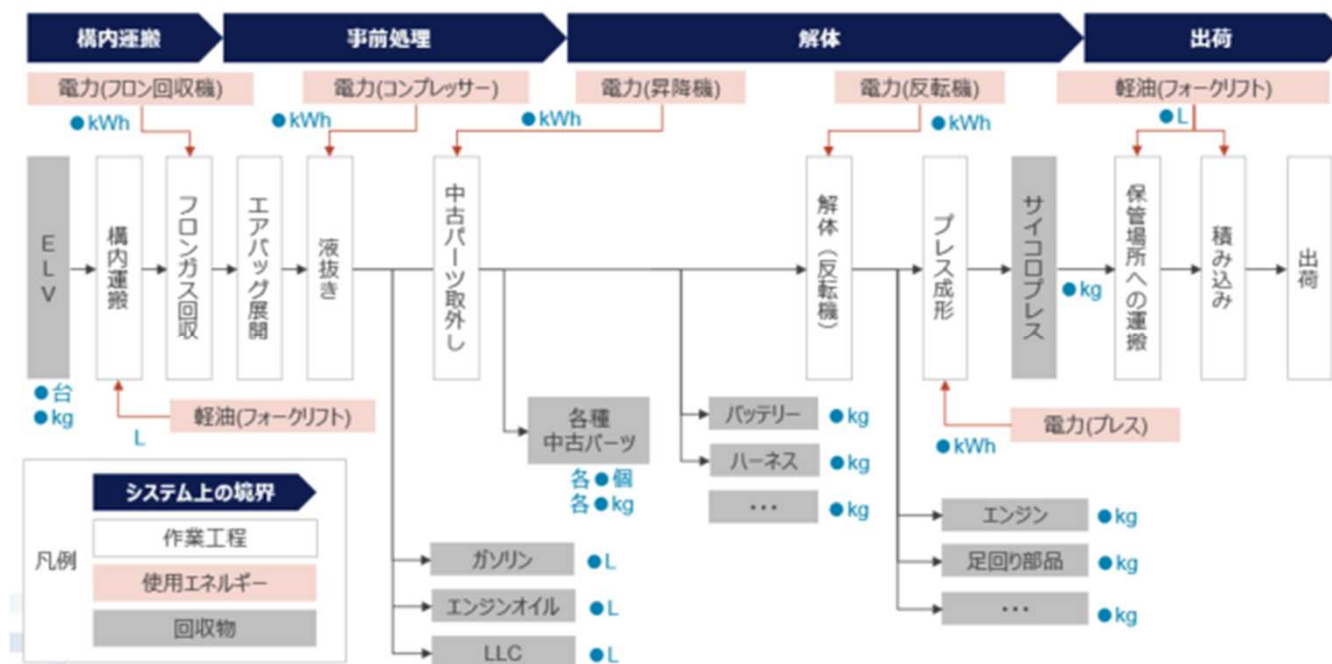 構内運搬
事前処理
解体
出荷
電力(フロン回収機)
電力(コンプレッサー)
電力(昇降機)
電力(反転機)
軽油(フォークリフト)
●kWh
●kWh
●kWh
●kWh
●L
ELV
構内運搬
フロンガス回収
エアバッグ展開
液抜き
中古パーツ取外し
解体(反転機)
プレス成形
サイコロプレス
●kg
保管場所への運搬
積み込み
出荷
●台
●kg
L
軽油(フォークリフト)
各種
中古パーツ
各●個
各●kg
バッテリー
●kg
ハーネス
●kg
・・・
●kg
電力(プレス)
●kWh
エンジン
●kg
足回り部品
●kg
・・・
●kg
ガソリン
●L
エンジンオイル
●L
LLC
●L
凡例
システム上の境界
作業工程
使用エネルギー
回収物